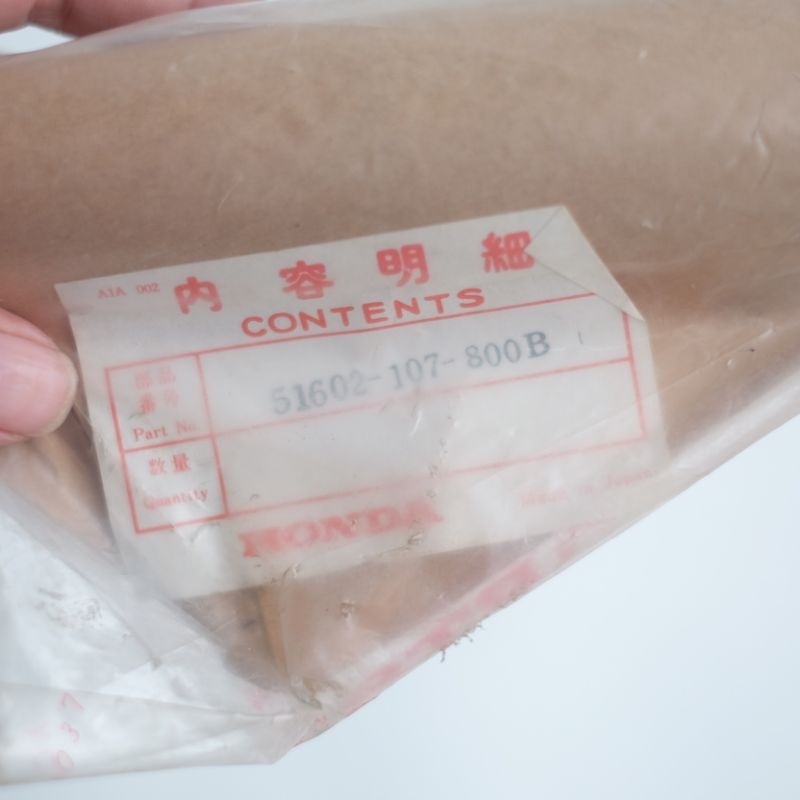 A1A 002
内容明細
CONTENTS
部品
番号
Part No.
51602-107-800B
数量
Quantity
HONDA
Made in Japan
037